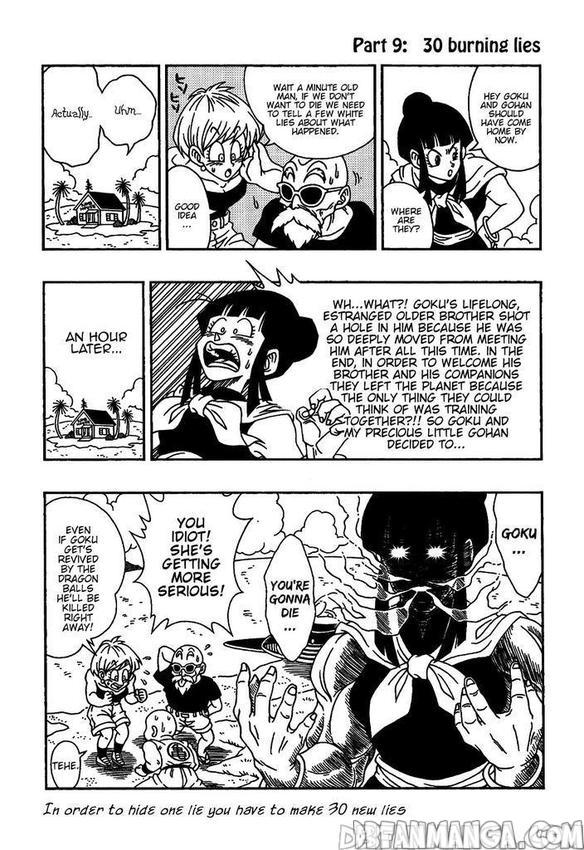 Part 9: 30 burning lies
HEY GOKU
AND GOHAN
SHOULD
HAVE COME
HOME BY
NOW.
WHERE
ARE
THEY?
WAIT A MINUTE OLD
MAN, IF WE DON'T
WANT TO DIE WE NEED
TO TELL A FEW WHITE
LIES ABOUT WHAT
HAPPENED.
GOOD
IDEA
...
Uhm..
Actually..
WH...WHAT?! GOKU'S LIFELONG,
ESTRANGED OLDER BROTHER SHOT
A HOLE IN HIM BECAUSE HE WAS
SO DEEPLY MOVED FROM MEETING
HIM AFTER ALL THIS TIME. IN THE
END, IN ORDER TO WELCOME HIS
BROTHER AND HIS COMPANIONS
THEY LEFT THE PLANET BECAUSE
THE ONLY THING THEY COULD
THINK OF WAS TRAINING
TOGETHER?!! SO GOKU AND
MY PRECIOUS LITTLE GOHAN
DECIDED TO...
AN HOUR
LATER...
GOKU
...
YOU'RE
GONNA
DIE
...
YOU
IDIOT!
SHE'S
GETTING
MORE
SERIOUS!
EVEN
IF GOKU
GET'S
REVIVED
BY THE
DRAGON
BALLS
HE'LL BE
KILLED
RIGHT
AWAY!
TEHE.
In order to hide one lie you have to make 30 new lies
DBFANMANGA.COM